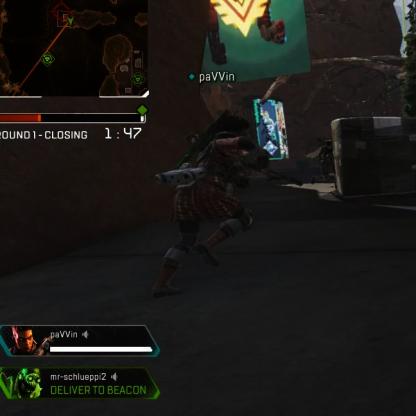 paVVin
ROUND 1 - CLOSING 1:47
paVVin
mr-schlueppi2
DELIVER TO BEACON